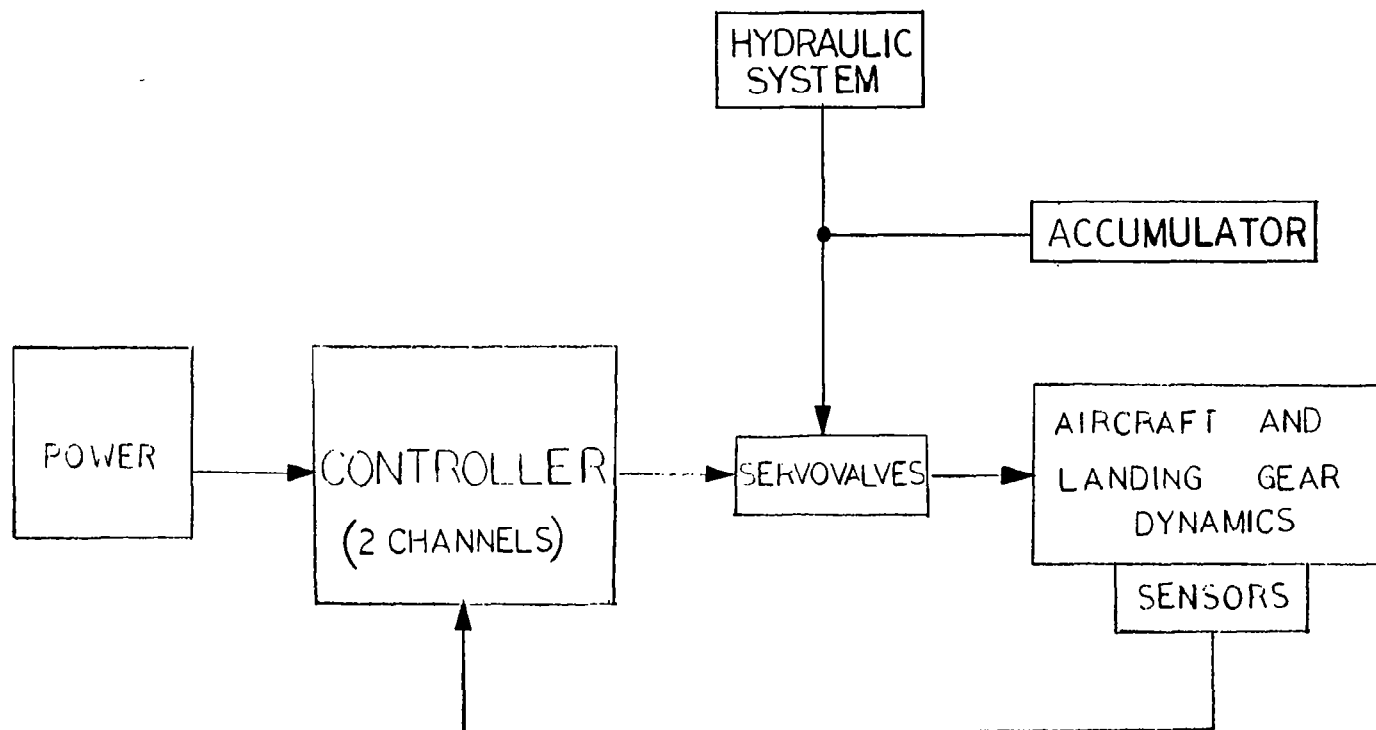 HYDRAULIC
SYSTEM
ACCUMULATOR
POWER
CONTROLLER
(2 CHANNELS)
SERVOVALVES
AIRCRAFT AND
LANDING GEAR
DYNAMICS
SENSORS